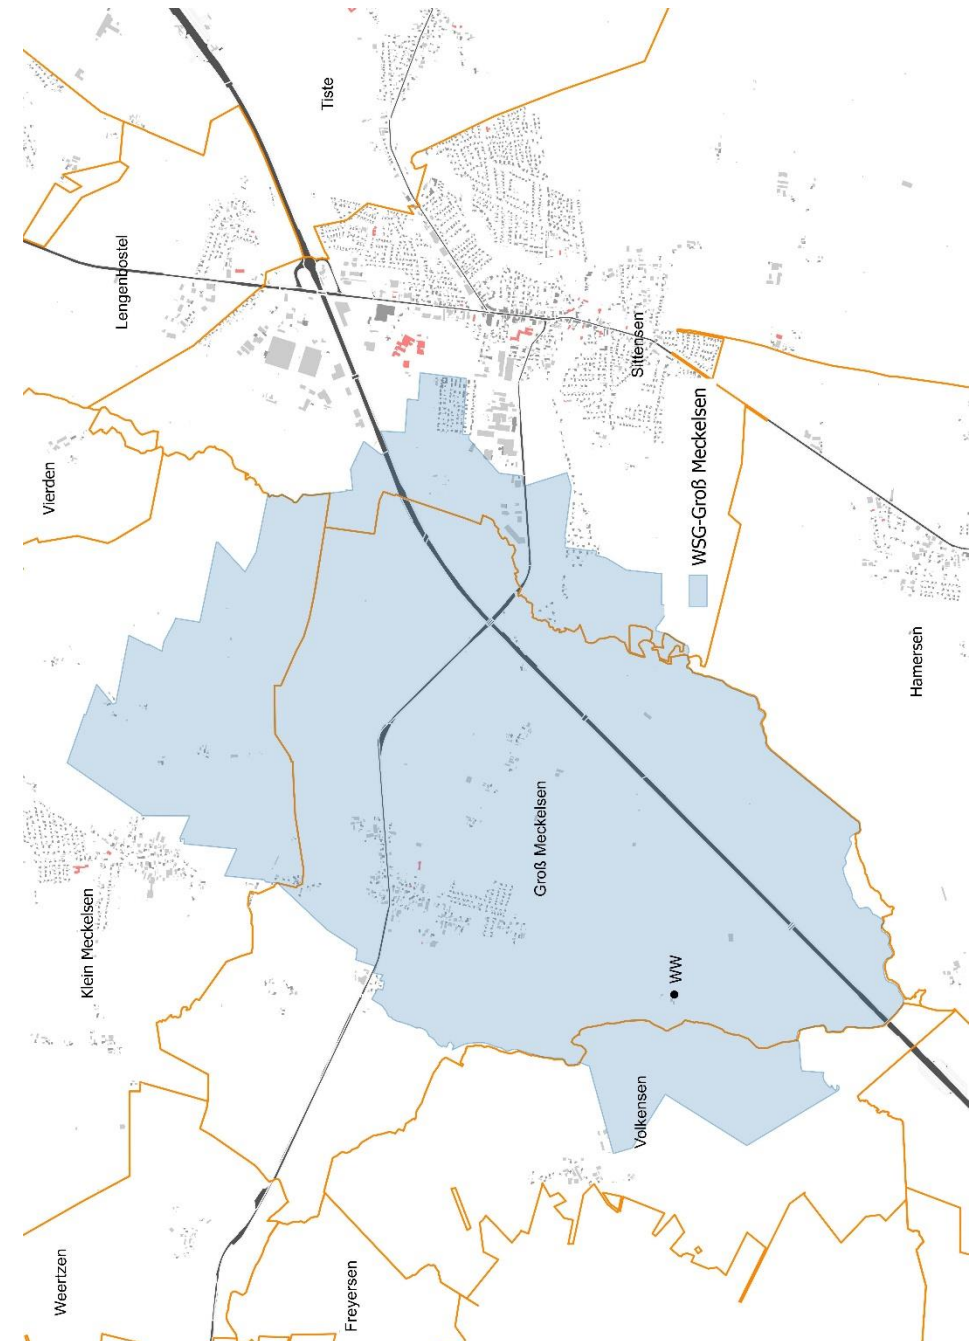 Weertzen
Klein Meckelsen
Vierden
Lengenbostel
Tiste
Freyersen
Groß Meckelsen
Sittensen
Volkensen
WW
WSG-Groß Meckelsen
Hamersen